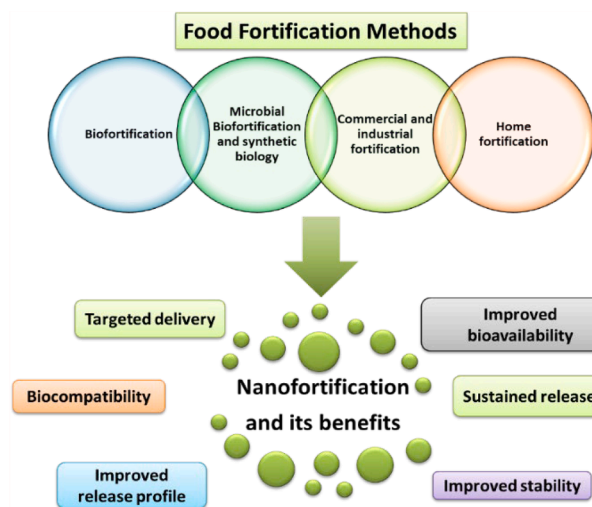 Food Fortification Methods
Biofortification
Microbial
Biofortification
and synthetic
biology
Commercial and
industrial
fortification
Home
fortification
Targeted delivery
Improved
bioavailability
Biocompatibility
Nanofortification
and its benefits
Sustained release
Improved
release profile
Improved stability